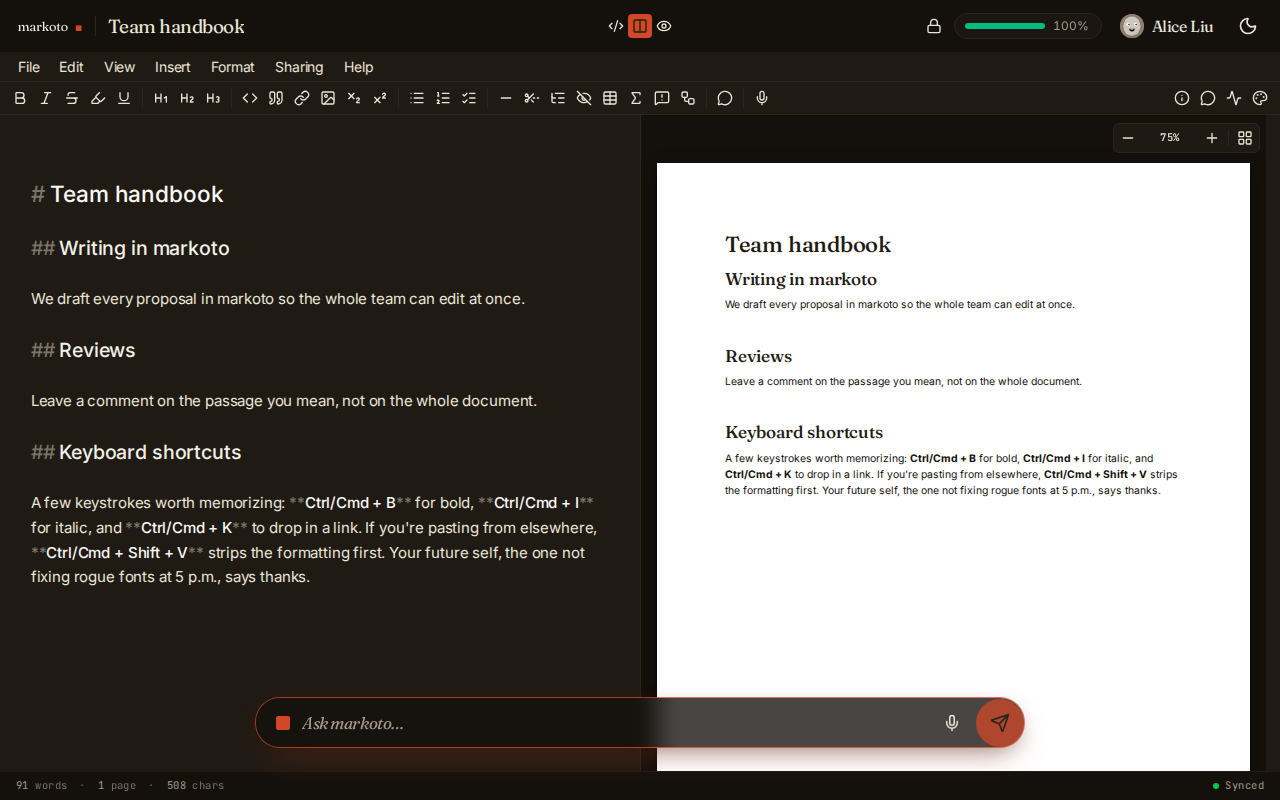 markoto
Team handbook
100%
Alice Liu
File Edit View Insert Format Sharing Help
H1 H2 H3
75%
# Team handbook
## Writing in markoto
We draft every proposal in markoto so the whole team can edit at once.
## Reviews
Leave a comment on the passage you mean, not on the whole document.
## Keyboard shortcuts
A few keystrokes worth memorizing: **Ctrl/Cmd + B** for bold, **Ctrl/Cmd + I**
for italic, and **Ctrl/Cmd + K** to drop in a link. If you're pasting from elsewhere,
**Ctrl/Cmd + Shift + V** strips the formatting first. Your future self, the one not
fixing rogue fonts at 5 p.m., says thanks.
Team handbook
Writing in markoto
We draft every proposal in markoto so the whole team can edit at once.
Reviews
Leave a comment on the passage you mean, not on the whole document.
Keyboard shortcuts
A few keystrokes worth memorizing: Ctrl/Cmd + B for bold, Ctrl/Cmd + I for italic, and
Ctrl/Cmd + K to drop in a link. If you're pasting from elsewhere, Ctrl/Cmd + Shift + V strips
the formatting first. Your future self, the one not fixing rogue fonts at 5 p.m., says thanks.
Ask markoto...
91 words · 1 page · 508 chars
Synced